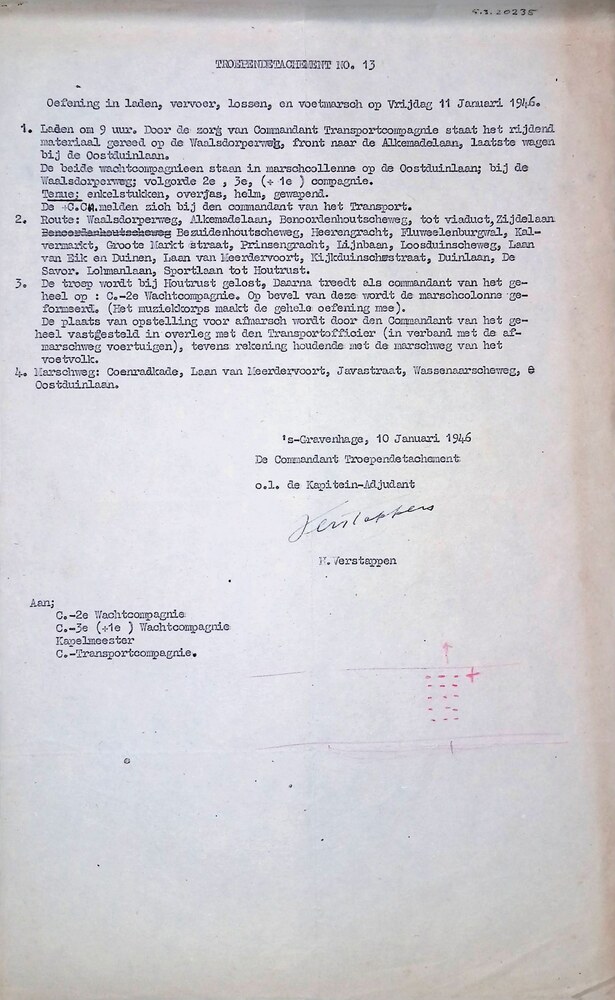 TROEPENDETACHEMENT NO. 13
Oefening in laden, vervoer, lossen, en voetmarsch op Vrijdag 11 Januari 1946.
1. Laden om 9 uur. Door de zorg van Commandant Transportcompagnie staat het rijdend
materiaal gereed op de Waalsdorperweg, front naar de Alkemadelaan, laatste wagen
bij de Oostduinlaan.
De beide wachtcompagnieen staan in marschcollenne op de Oostduinlaan; bij de
Waalsdorperweg; volgorde 2e , 3e, (÷ 1e ) compagnie.
Tenue; enkelstukken, overjas, helm, gewapend.
De C.Cn.melden zich bij den commandant van het Transport.
2. Route: Waalsdorperweg, Alkemadelaan, Benoordenhoutscheweg, tot viaduct,Zijdelaan
Benoordenhoutscheweg Bezuidenhoutscheweg, Heerengracht, Fluweelenburgwal, Kal-
vermarkt, Groote Markt straat, Prinsengracht, Lijnbaan, Loosduinscheweg, Laan
van Eik en Duinen, Laan van Meerdervoort, Kijkduinschestraat, Duinlaan, De
Savor. Lohmanlaan, Sportlaan tot Houtrust.
3. De troep wordt bij Houtrust gelost, Daarna treedt als commandant van het ge-
heel op : C.-2e Wachtcompagnie. Op bevel van deze wordt de marschcolonne ge-
formeerd. (Het muziekkorps maakt de gehele oefening mee).
De plaats van opstelling voor afmarsch wordt door den Commandant van het ge-
heel vastgesteld in overleg met den Transportofficier (in verband met de af-
marschweg voertuigen), tevens rekening houdende met de marschweg van het
voetvolk.
4. Marschweg: Coenradkade, Laan van Meerdervoort, Javastraat, Wassenaarscheweg, e
Oostduinlaan.
's-Gravenhage, 10 Januari 1946
De Commandant Troependetachement
o.l. de Kapitein-Adjudant
Verstappen
Verstappen
Aan;
C.-2e Wachtcompagnie
C.-3e (÷1e ) Wachtcompagnie
Kapelmeester
C.-Transportcompagnie.